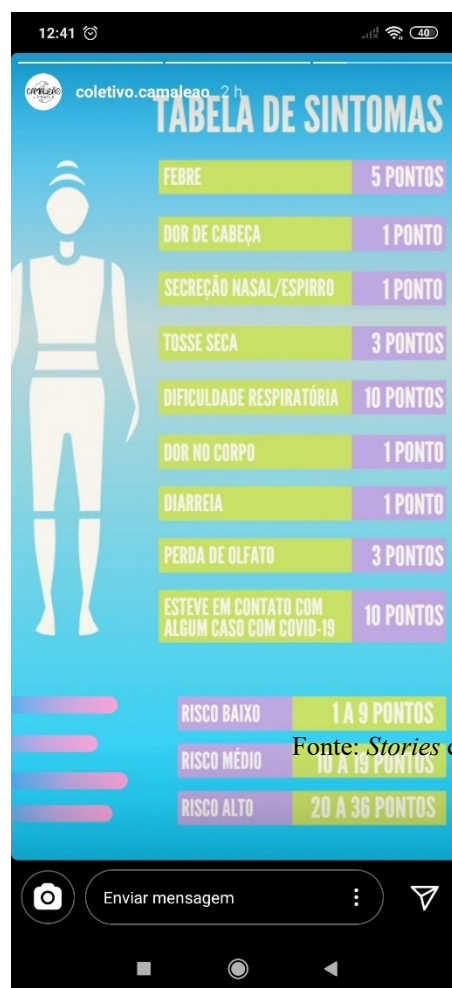 12:41
40
coletivo.camaleao 2 h
TABELA DE SINTOMAS
FEBRE 5 PONTOS
DOR DE CABEÇA 1 PONTO
SECREÇÃO NASAL/ESPIRRO 1 PONTO
TOSSE SECA 3 PONTOS
DIFICULDADE RESPIRATÓRIA 10 PONTOS
DOR NO CORPO 1 PONTO
DIARREIA 1 PONTO
PERDA DE OLFATO 3 PONTOS
ESTEVE EM CONTATO COM
ALGUM CASO COM COVID-19 10 PONTOS
RISCO BAIXO 1 A 9 PONTOS
Fonte: Stories
RISCO MÉDIO 10 A 19 PONTOS
RISCO ALTO 20 A 36 PONTOS
Enviar mensagem